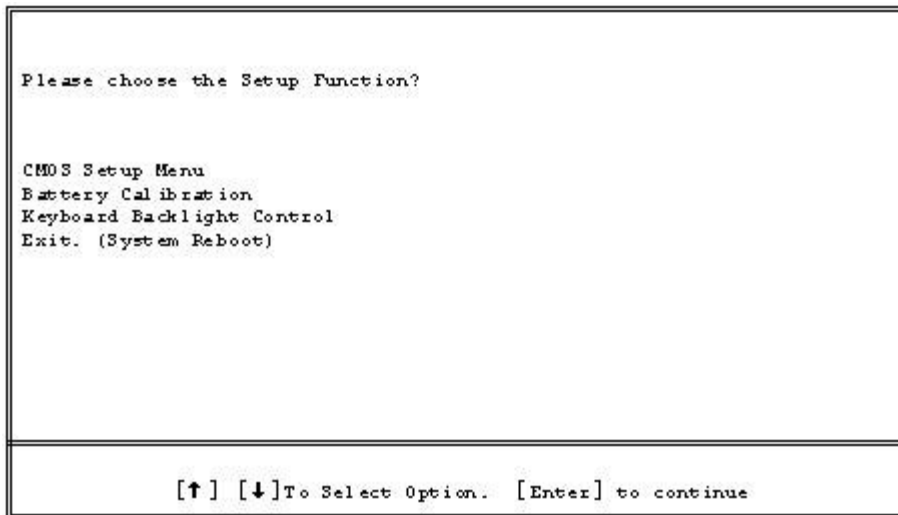 Please choose the Setup Function?
CMOS Setup Menu
Battery Calibration
Keyboard Backlight Control
Exit. (System Reboot)
[↑] [↓]To Select Option. [Enter] to continue